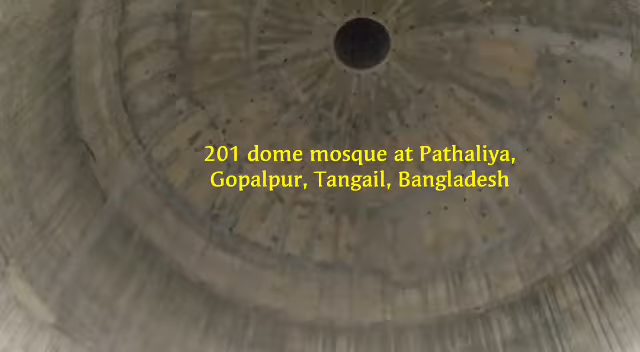 201 dome mosque at Pathaliya,
Gopalpur, Tangail, Bangladesh